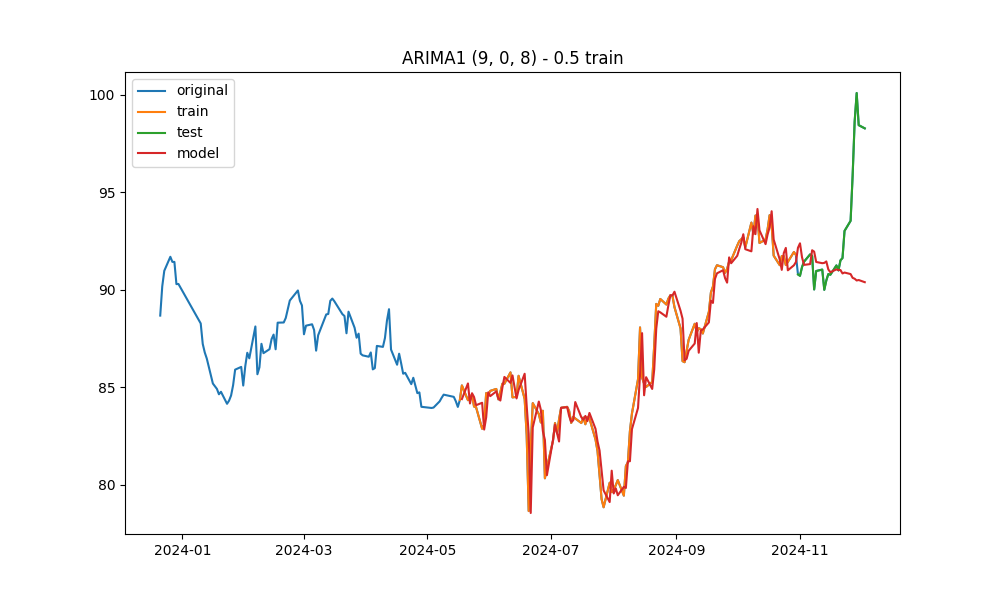 ARIMA1 (9, 0, 8) - 0.5 train
original
train
test
model
100
95
90
85
80
2024-01
2024-03
2024-05
2024-07
2024-09
2024-11